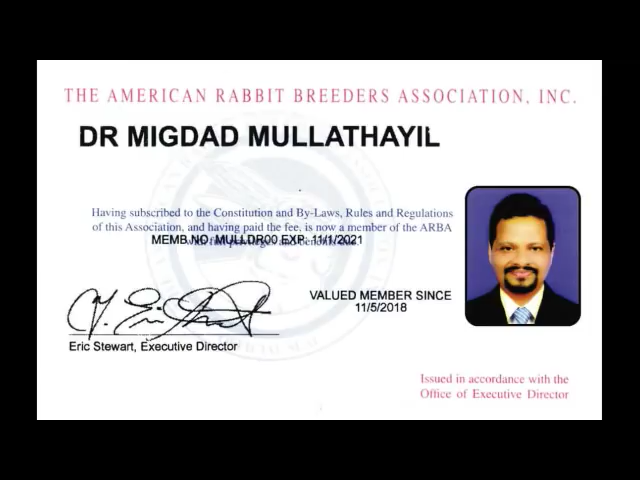 THE AMERICAN RABBIT BREEDERS ASSOCIATION, INC.
DR MIGDAD MULLATHAYIL
Having subscribed to the Constitution and By-Laws, Rules and Regulations
of this Association, and having paid the fee, is now a member of the ARBA
MEMB.NO. MULLDR00 EXP. 11/1/2021
VALUED MEMBER SINCE
11/5/2018
Eric Stewart, Executive Director
Issued in accordance with the
Office of Executive Director